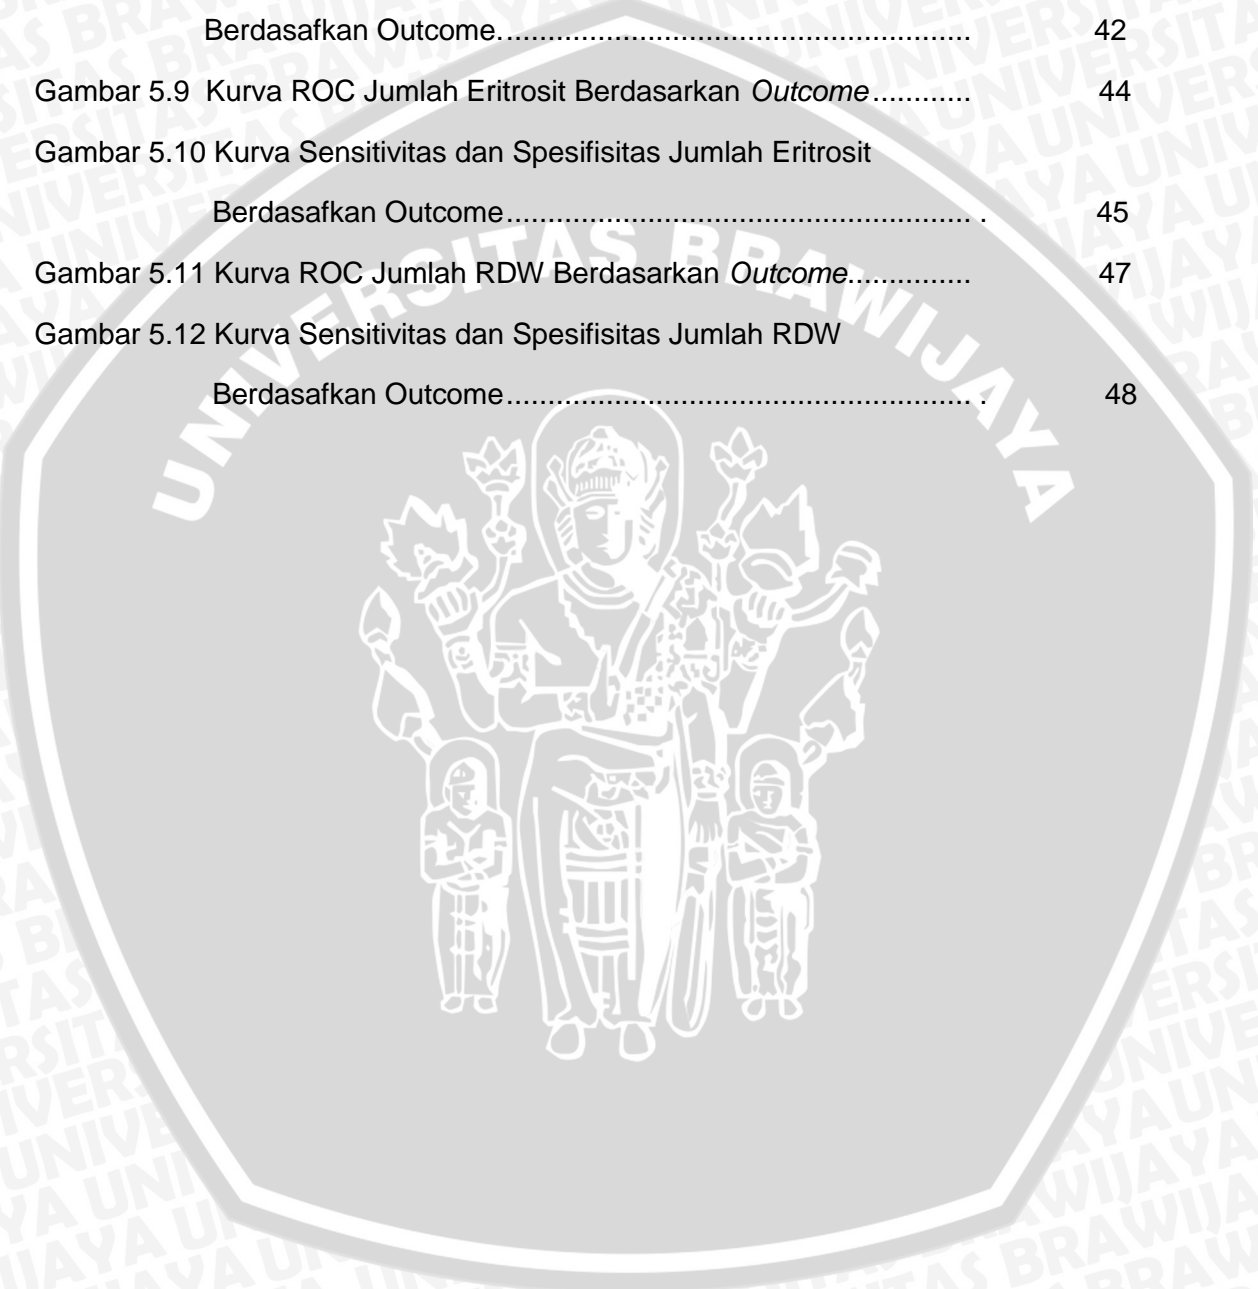 Berdasafkan Outcome......................................................... 42
Gambar 5.9 Kurva ROC Jumlah Eritrosit Berdasarkan Outcome............ 44
Gambar 5.10 Kurva Sensitivitas dan Spesifisitas Jumlah Eritrosit
Berdasafkan Outcome........................................................ . 45
Gambar 5.11 Kurva ROC Jumlah RDW Berdasarkan Outcome............... 47
Gambar 5.12 Kurva Sensitivitas dan Spesifisitas Jumlah RDW
Berdasafkan Outcome........................................................ . 48
UNIVERSITAS BRAWIJAYA